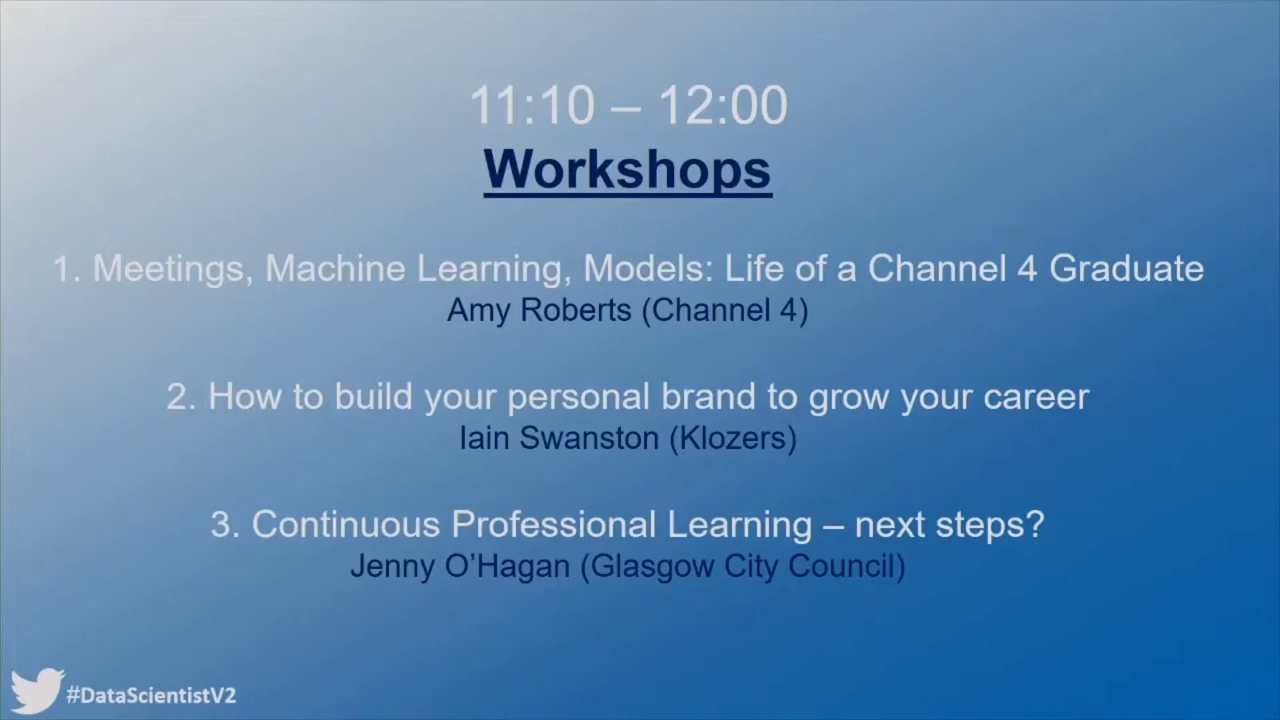 11:10 – 12:00
Workshops
1. Meetings, Machine Learning, Models: Life of a Channel 4 Graduate
Amy Roberts (Channel 4)
2. How to build your personal brand to grow your career
Iain Swanston (Klozers)
3. Continuous Professional Learning – next steps?
Jenny O'Hagan (Glasgow City Council)
#DataScientistV2